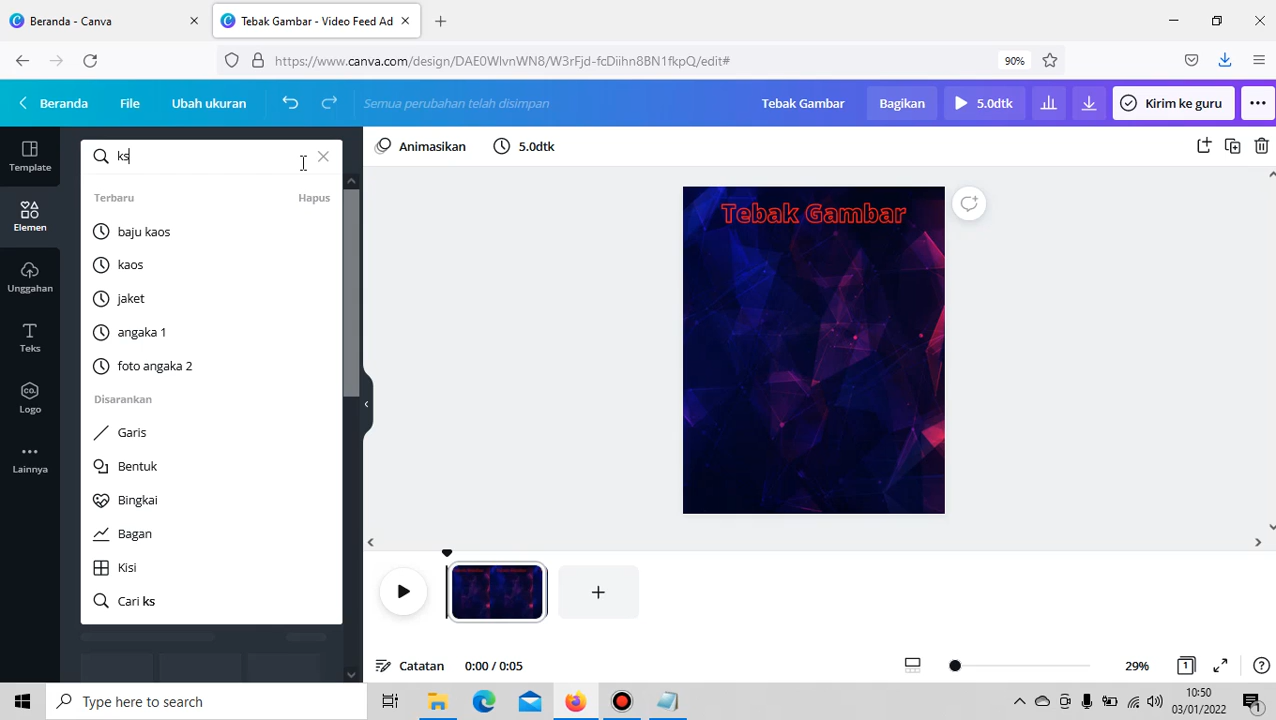 Beranda - Canva
Tebak Gambar - Video Feed Ad
https://www.canva.com/design/DAE0WlvnWN8/W3rFjd-fcDiihn8BN1fkpQ/edit#
90%
Beranda
File
Ubah ukuran
Semua perubahan telah disimpan
Tebak Gambar
Bagikan
5.0dtk
Kirim ke guru
Template
Elemen
Unggahan
Teks
CO.
Logo
Lainnya
ks
Terbaru
Hapus
baju kaos
kaos
jaket
angaka 1
foto angaka 2
Disarankan
Garis
Bentuk
Bingkai
Bagan
Kisi
Cari ks
Animasikan
5.0dtk
Tebak Gambar
Catatan
0:00 / 0:05
29%
1
Type here to search
10:50
03/01/2022
1